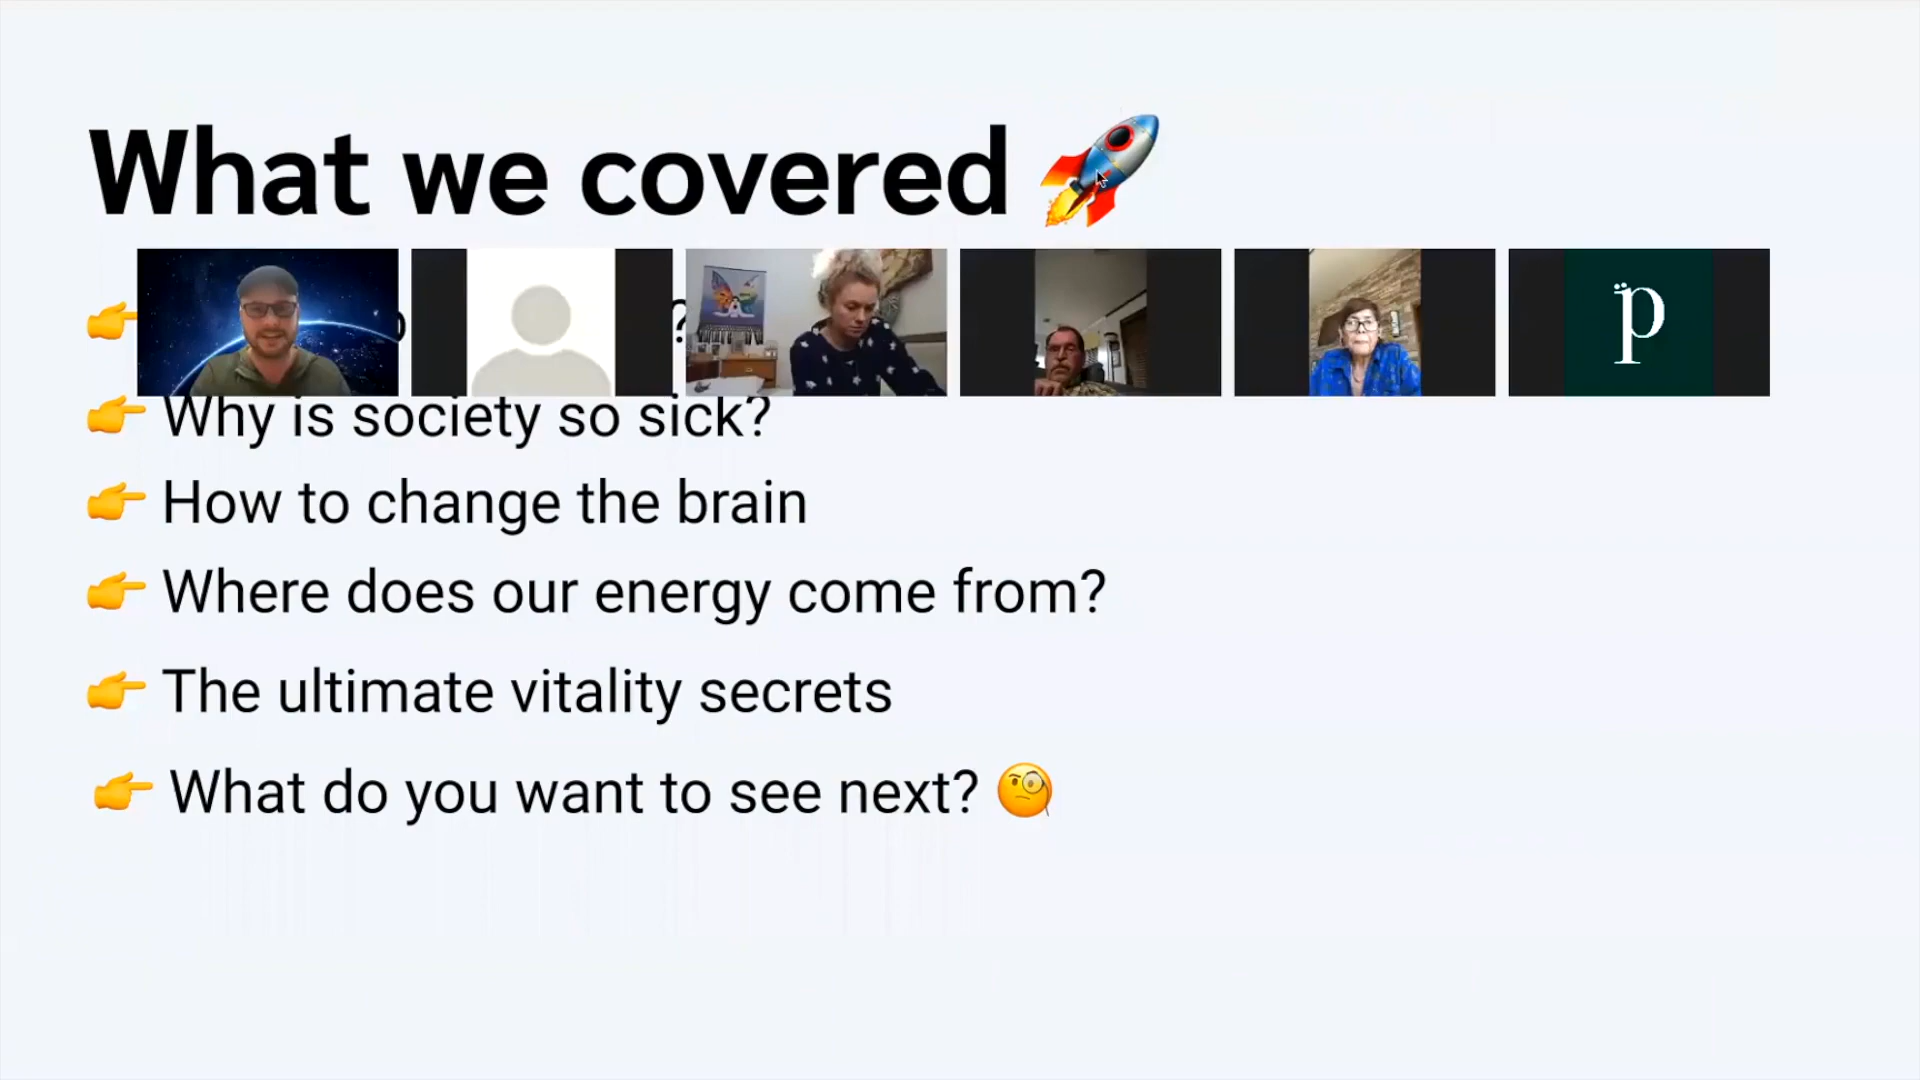 What we covered
?
p̈
Why is society so sick?
How to change the brain
Where does our energy come from?
The ultimate vitality secrets
What do you want to see next?